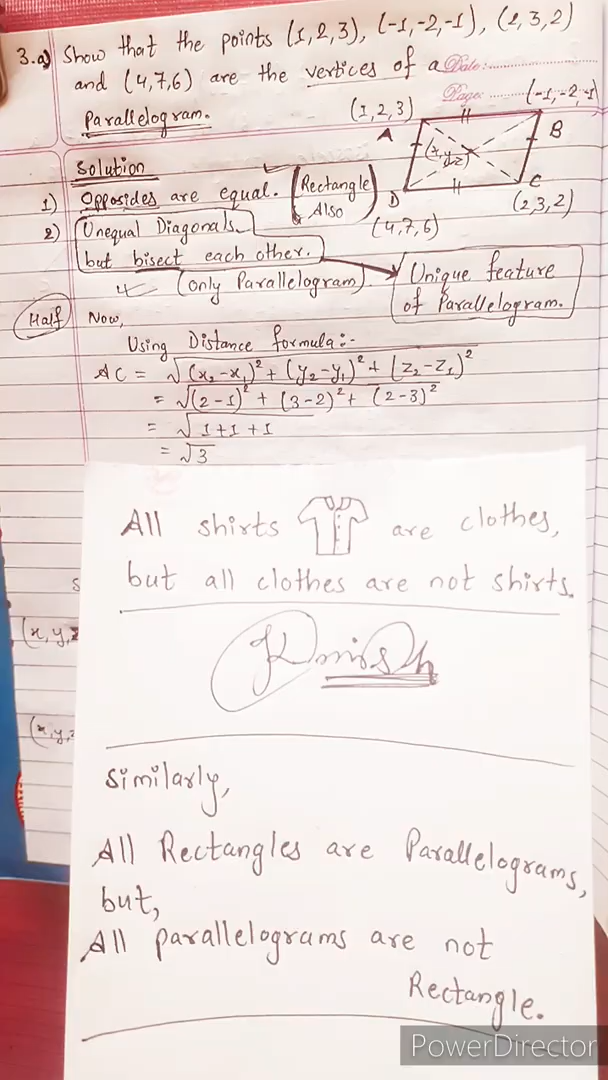 3.a) Show that the points (1,2,3), (-1,-2,-1), (2,3,2)
and (4,7,6) are the vertices of a
Parallelogram.
Date:
Page:
(1,2,3)
(-1,-2,-1)
A
B
(x,y,z)
D
C
(4,7,6)
(2,3,2)
Solution
1) Opposides are equal. (Rectangle Also)
2) Unequal Diagonals
but bisect each other.
(only Parallelogram)
Unique feature
of Parallelogram.
Half
Now,
Using Distance formula:-
AC = √(x₂-x₁)² + (y₂-y₁)² + (z₂-z₁)²
= √(2-1)² + (3-2)² + (2-3)²
= √1+1+1
= √3
All shirts are clothes,
but all clothes are not shirts.
S
(x,y,z
(x,y,z
Similarly,
All Rectangles are Parallelograms,
but,
All parallelograms are not
Rectangle.
PowerDirector